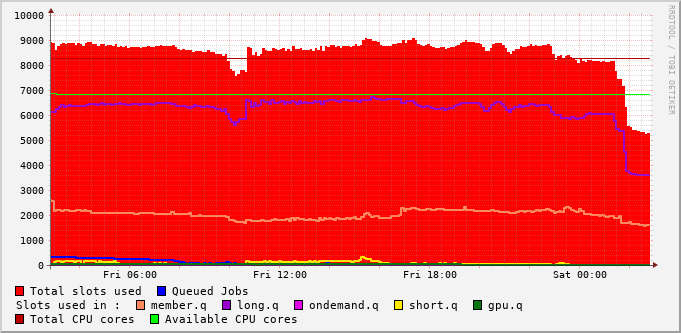 RRDTOOL / TOBI OETIKER
10000
9000
8000
7000
6000
5000
4000
3000
2000
1000
0
Fri 06:00 Fri 12:00 Fri 18:00 Sat 00:00
Total slots used Queued Jobs
Slots used in : member.q long.q ondemand.q short.q gpu.q
Total CPU cores Available CPU cores